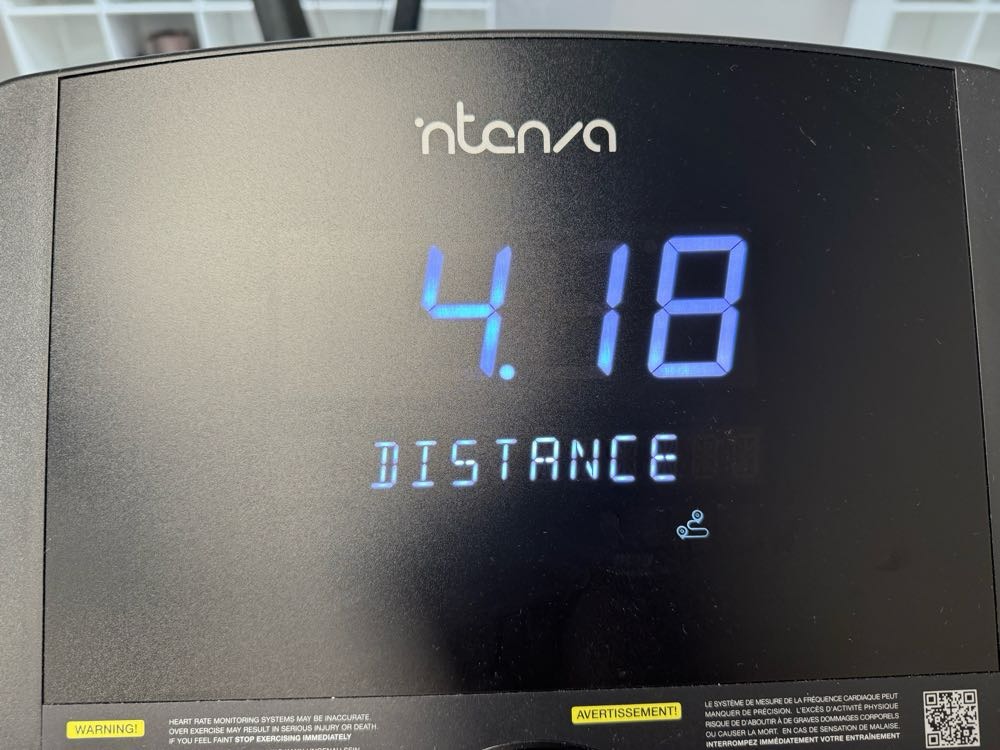 intenza
4.18
DISTANCE
WARNING!
HEART RATE MONITORING SYSTEMS MAY BE INACCURATE.
OVER EXERCISE MAY RESULT IN SERIOUS INJURY OR DEATH.
IF YOU FEEL FAINT STOP EXERCISING IMMEDIATELY
AVERTISSEMENT!
LE SYSTÈME DE MESURE DE LA FRÉQUENCE CARDIAQUE PEUT
MANQUER DE PRÉCISION. L'EXCÈS D'ACTIVITÉ PHYSIQUE
RISQUE D'ABOUTIR À DE GRAVES DOMMAGES CORPORELS
OU CAUSER LA MORT. EN CAS DE SENSATION DE MALAISE,
INTERROMPEZ IMMÉDIATEMENT VOTRE ENTRAÎNEMENT